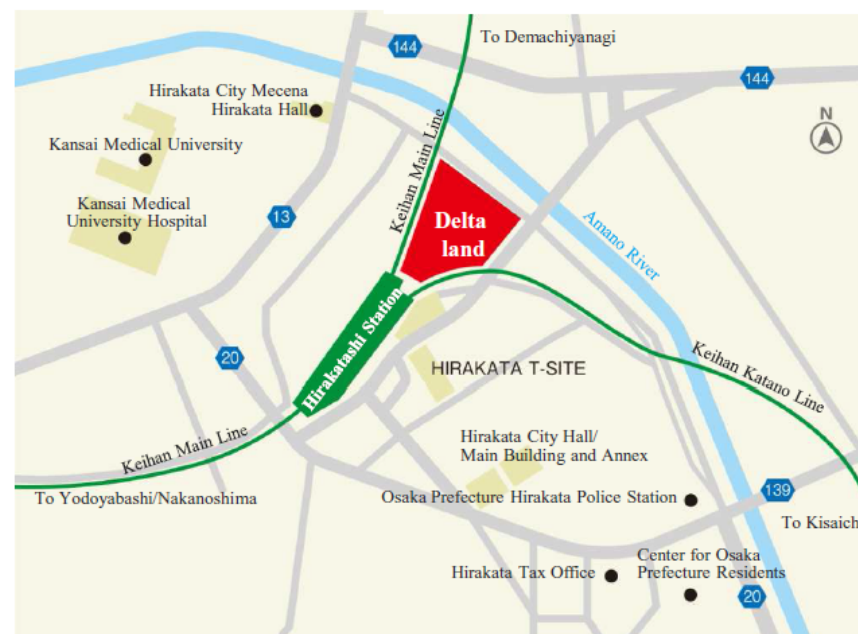 To Demachiyanagi
144
144
Hirakata City Mecena
Hirakata Hall
N
Kansai Medical University
Keihan Main Line
Kansai Medical
University Hospital
13
Delta
land
Amano River
Hirakatashi Station
20
HIRAKATA T-SITE
Keihan Katano Line
Keihan Main Line
Hirakata City Hall/
Main Building and Annex
To Yodoyabashi/Nakanoshima
Osaka Prefecture Hirakata Police Station
139
To Kisaich
Center for Osaka
Prefecture Residents
Hirakata Tax Office
20